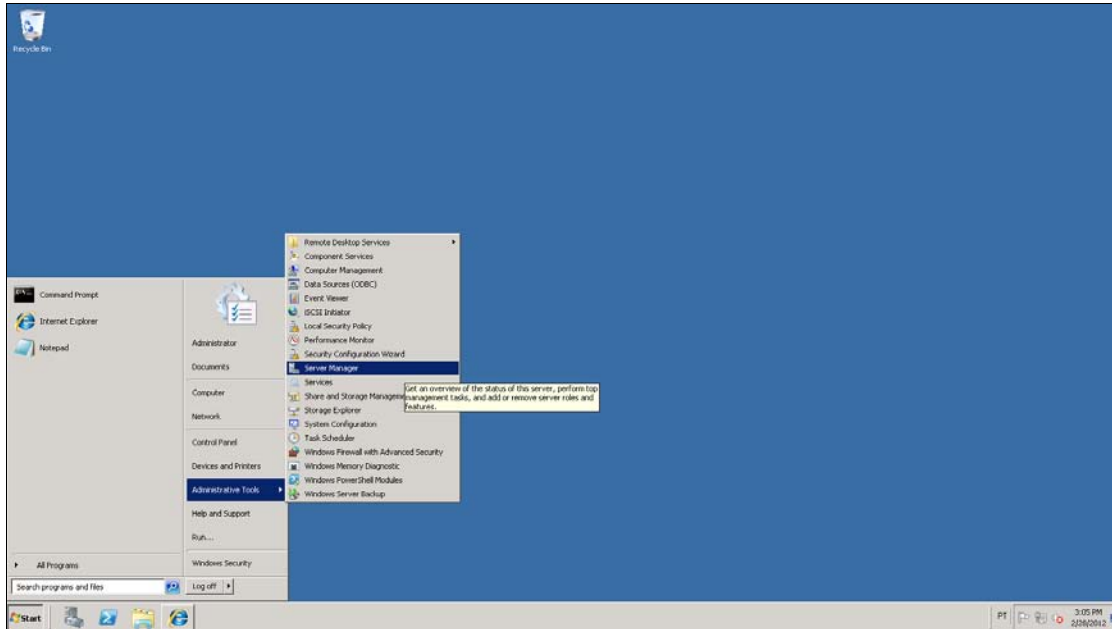 Recycle Bin
Remote Desktop Services
Component Services
Computer Management
Data Sources (ODBC)
Event Viewer
iSCSI Initiator
Local Security Policy
Performance Monitor
Security Configuration Wizard
Server Manager
Services
Share and Storage Managem
Storage Explorer
System Configuration
Task Scheduler
Windows Firewall with Advanced Security
Windows Memory Diagnostic
Windows PowerShell Modules
Windows Server Backup
Get an overview of the status of this server, perform top
management tasks, and add or remove server roles and
features.
Command Prompt
Internet Explorer
Notepad
All Programs
Search programs and files
Administrator
Documents
Computer
Network
Control Panel
Devices and Printers
Administrative Tools
Help and Support
Run...
Windows Security
Log off
Start
PT
3:05 PM
2/28/2012